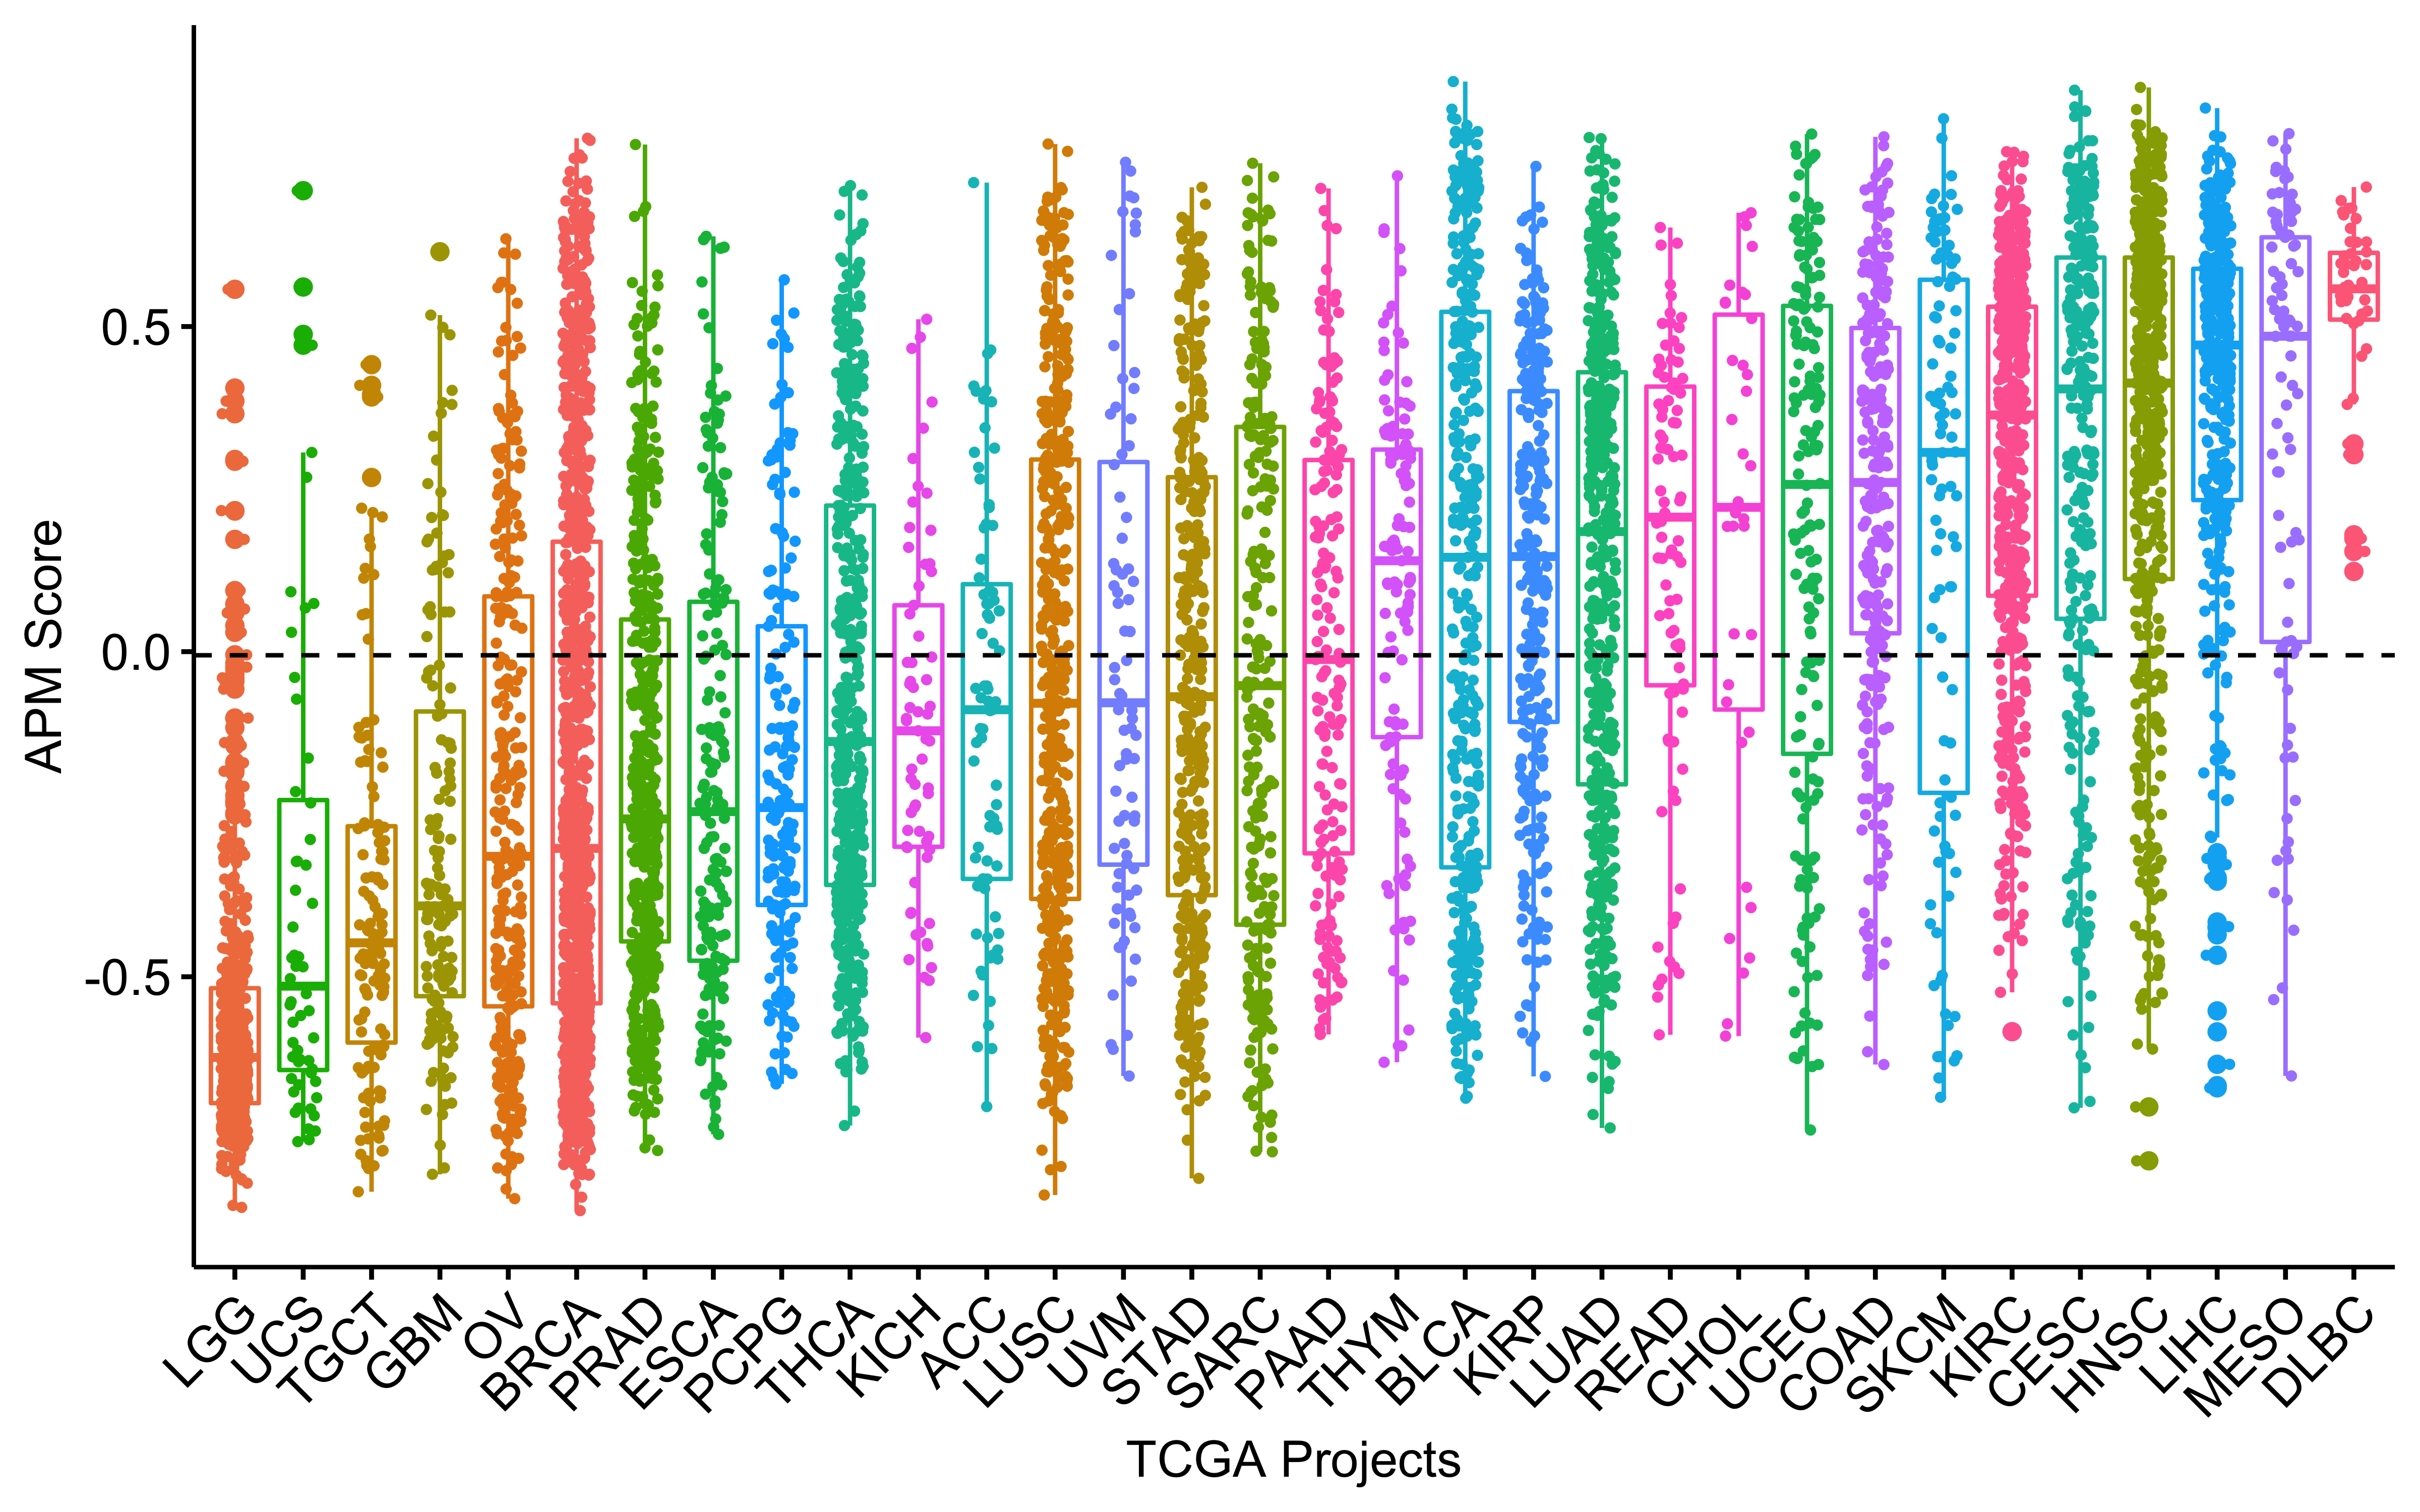 APM Score
0.5
0.0
-0.5
LGG
UCS
TGCT
GBM
OV
BRCA
PRAD
ESCA
PCPG
THCA
KICH
ACC
LUSC
UVM
STAD
SARC
PAAD
THYM
BLCA
KIRP
LUAD
READ
CHOL
UCEC
COAD
SKCM
KIRC
CESC
HNSC
LIHC
MESO
DLBC
TCGA Projects